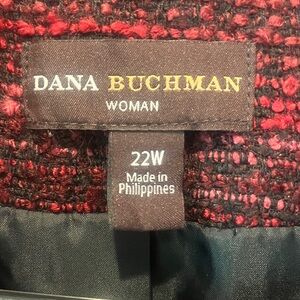 DANA BUCHMAN
WOMAN
22W
Made in
Philippines